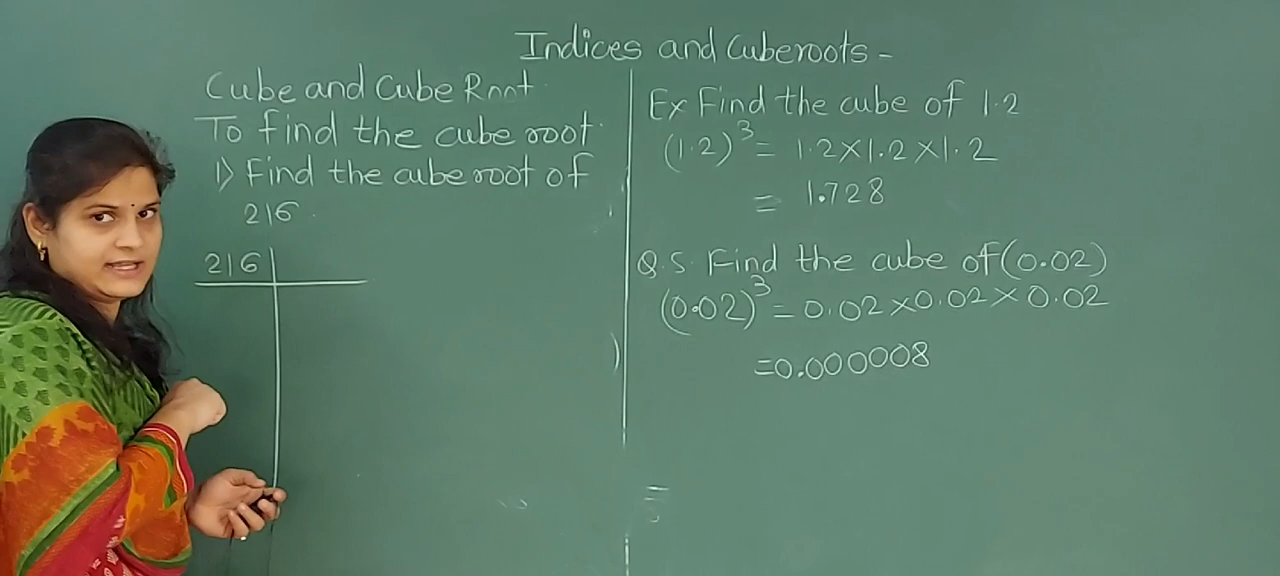 Indices and Cuberoots -
Cube and Cube Root
To find the cube root
1) Find the cube root of
216.
216
Ex Find the cube of 1.2
(1.2)³ = 1.2×1.2×1.2
= 1.728
Q.5. Find the cube of (0.02)
(0.02)³ = 0.02×0.02×0.02
=0.000008